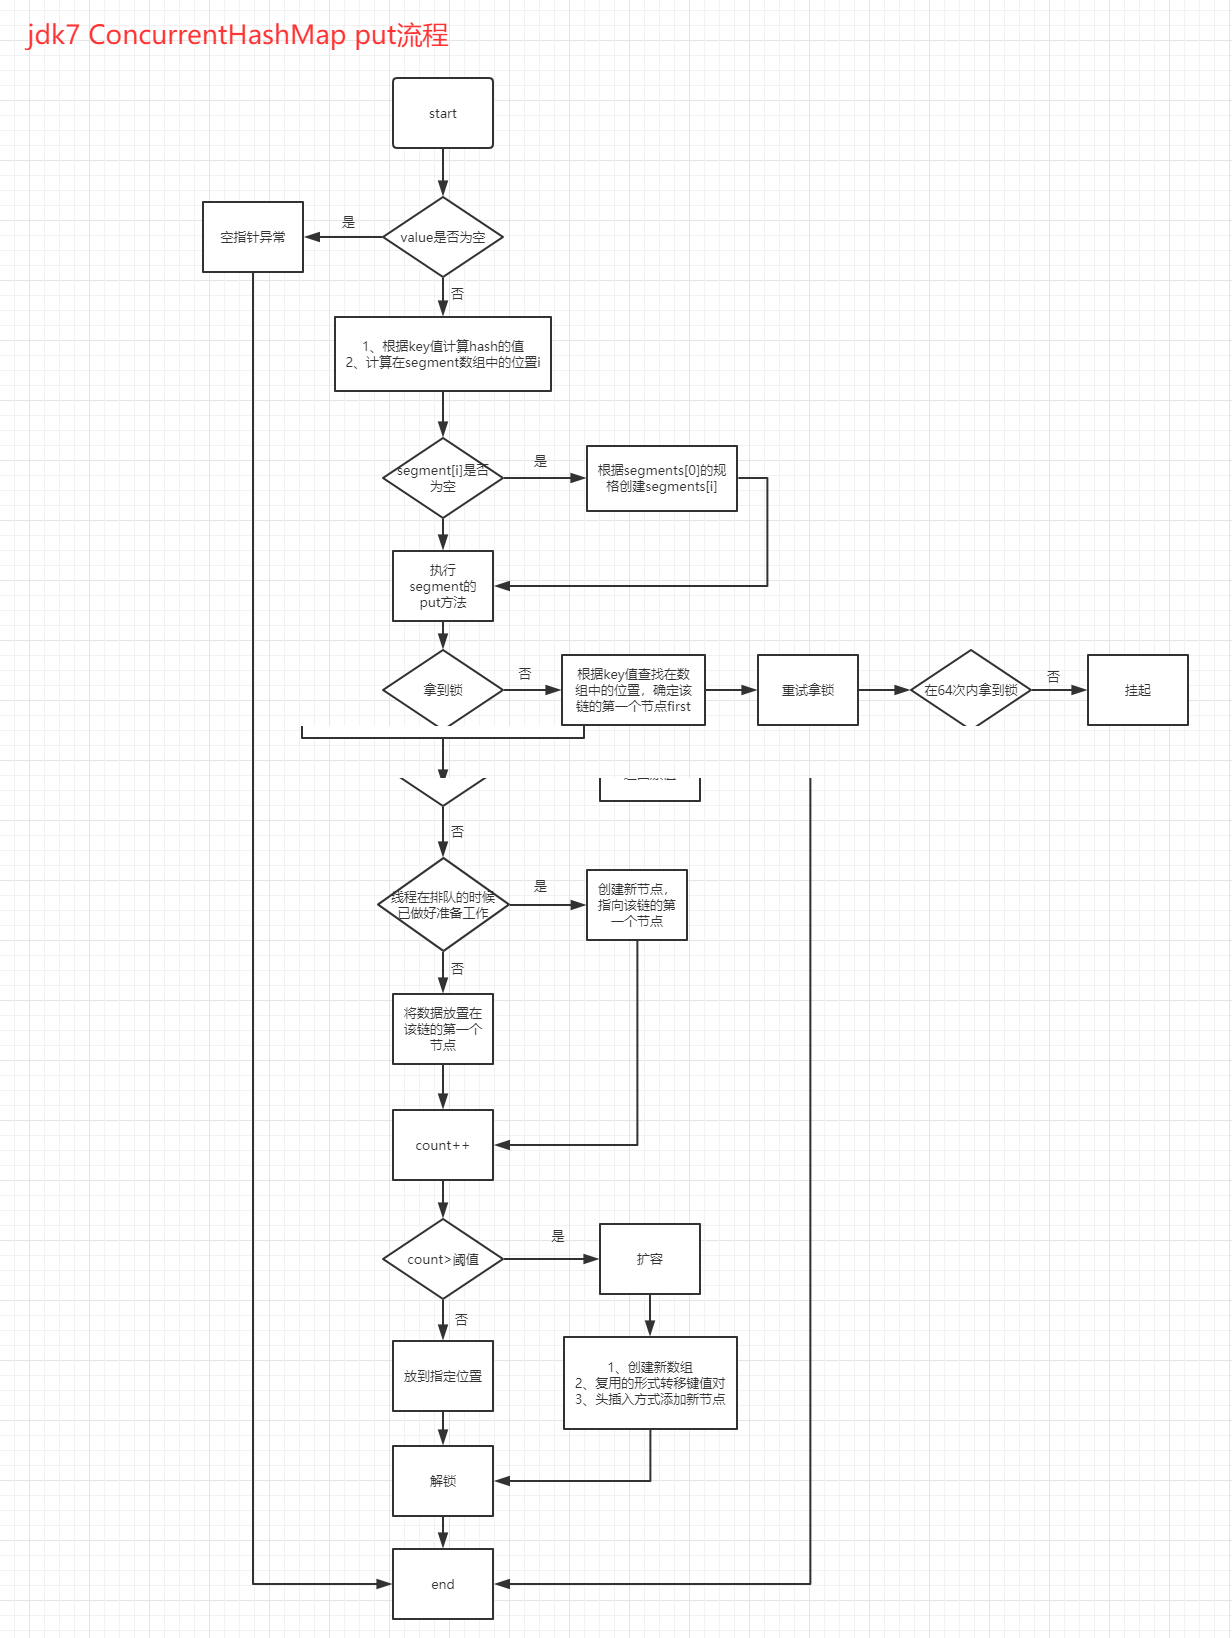 jdk7 ConcurrentHashMap put流程
start
空指针异常
是
value是否为空
否
1、根据key值计算hash的值
2、计算在segment数组中的位置i
segment[i]是否
为空
是
根据segments[0]的规
格创建segments[i]
执行
segment的
put方法
拿到锁
否
根据key值查找在数
组中的位置，确定该
链的第一个节点first
重试拿锁
在64次内拿到锁
否
挂起
否
线程在排队的时候
已做好准备工作
是
创建新节点，
指向该链的第
一个节点
否
将数据放置在
该链的第一个
节点
count++
count>阈值
是
扩容
否
放到指定位置
1、创建新数组
2、复用的形式转移键值对
3、头插入方式添加新节点
解锁
end